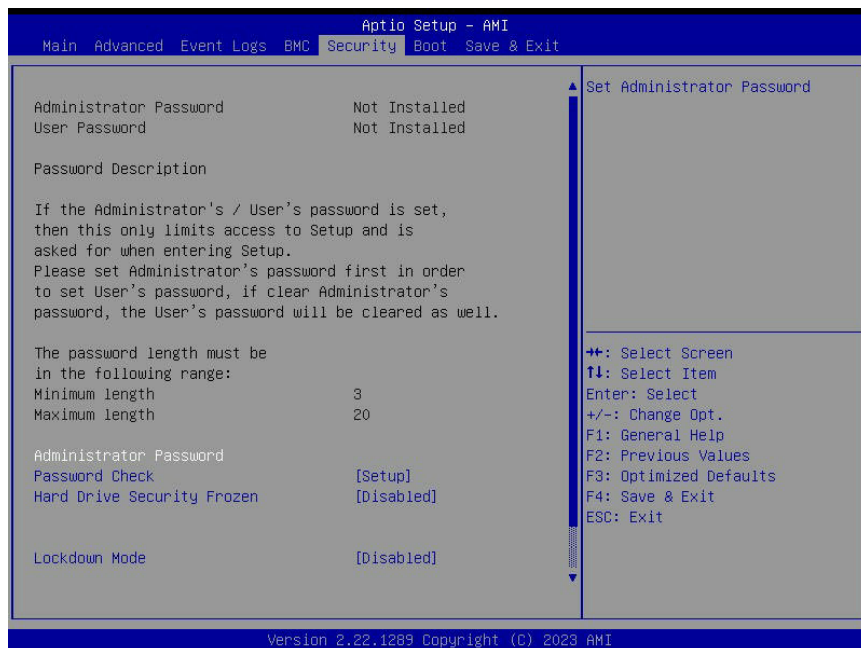 Aptio Setup – AMI
Main Advanced Event Logs BMC Security Boot Save & Exit
Administrator Password Not Installed
User Password Not Installed
Password Description
If the Administrator's / User's password is set,
then this only limits access to Setup and is
asked for when entering Setup.
Please set Administrator's password first in order
to set User's password, if clear Administrator's
password, the User's password will be cleared as well.
The password length must be
in the following range:
Minimum length 3
Maximum length 20
Administrator Password
Password Check [Setup]
Hard Drive Security Frozen [Disabled]
Lockdown Mode [Disabled]
Set Administrator Password
→←: Select Screen
↑↓: Select Item
Enter: Select
+/-: Change Opt.
F1: General Help
F2: Previous Values
F3: Optimized Defaults
F4: Save & Exit
ESC: Exit
Version 2.22.1289 Copyright (C) 2023 AMI